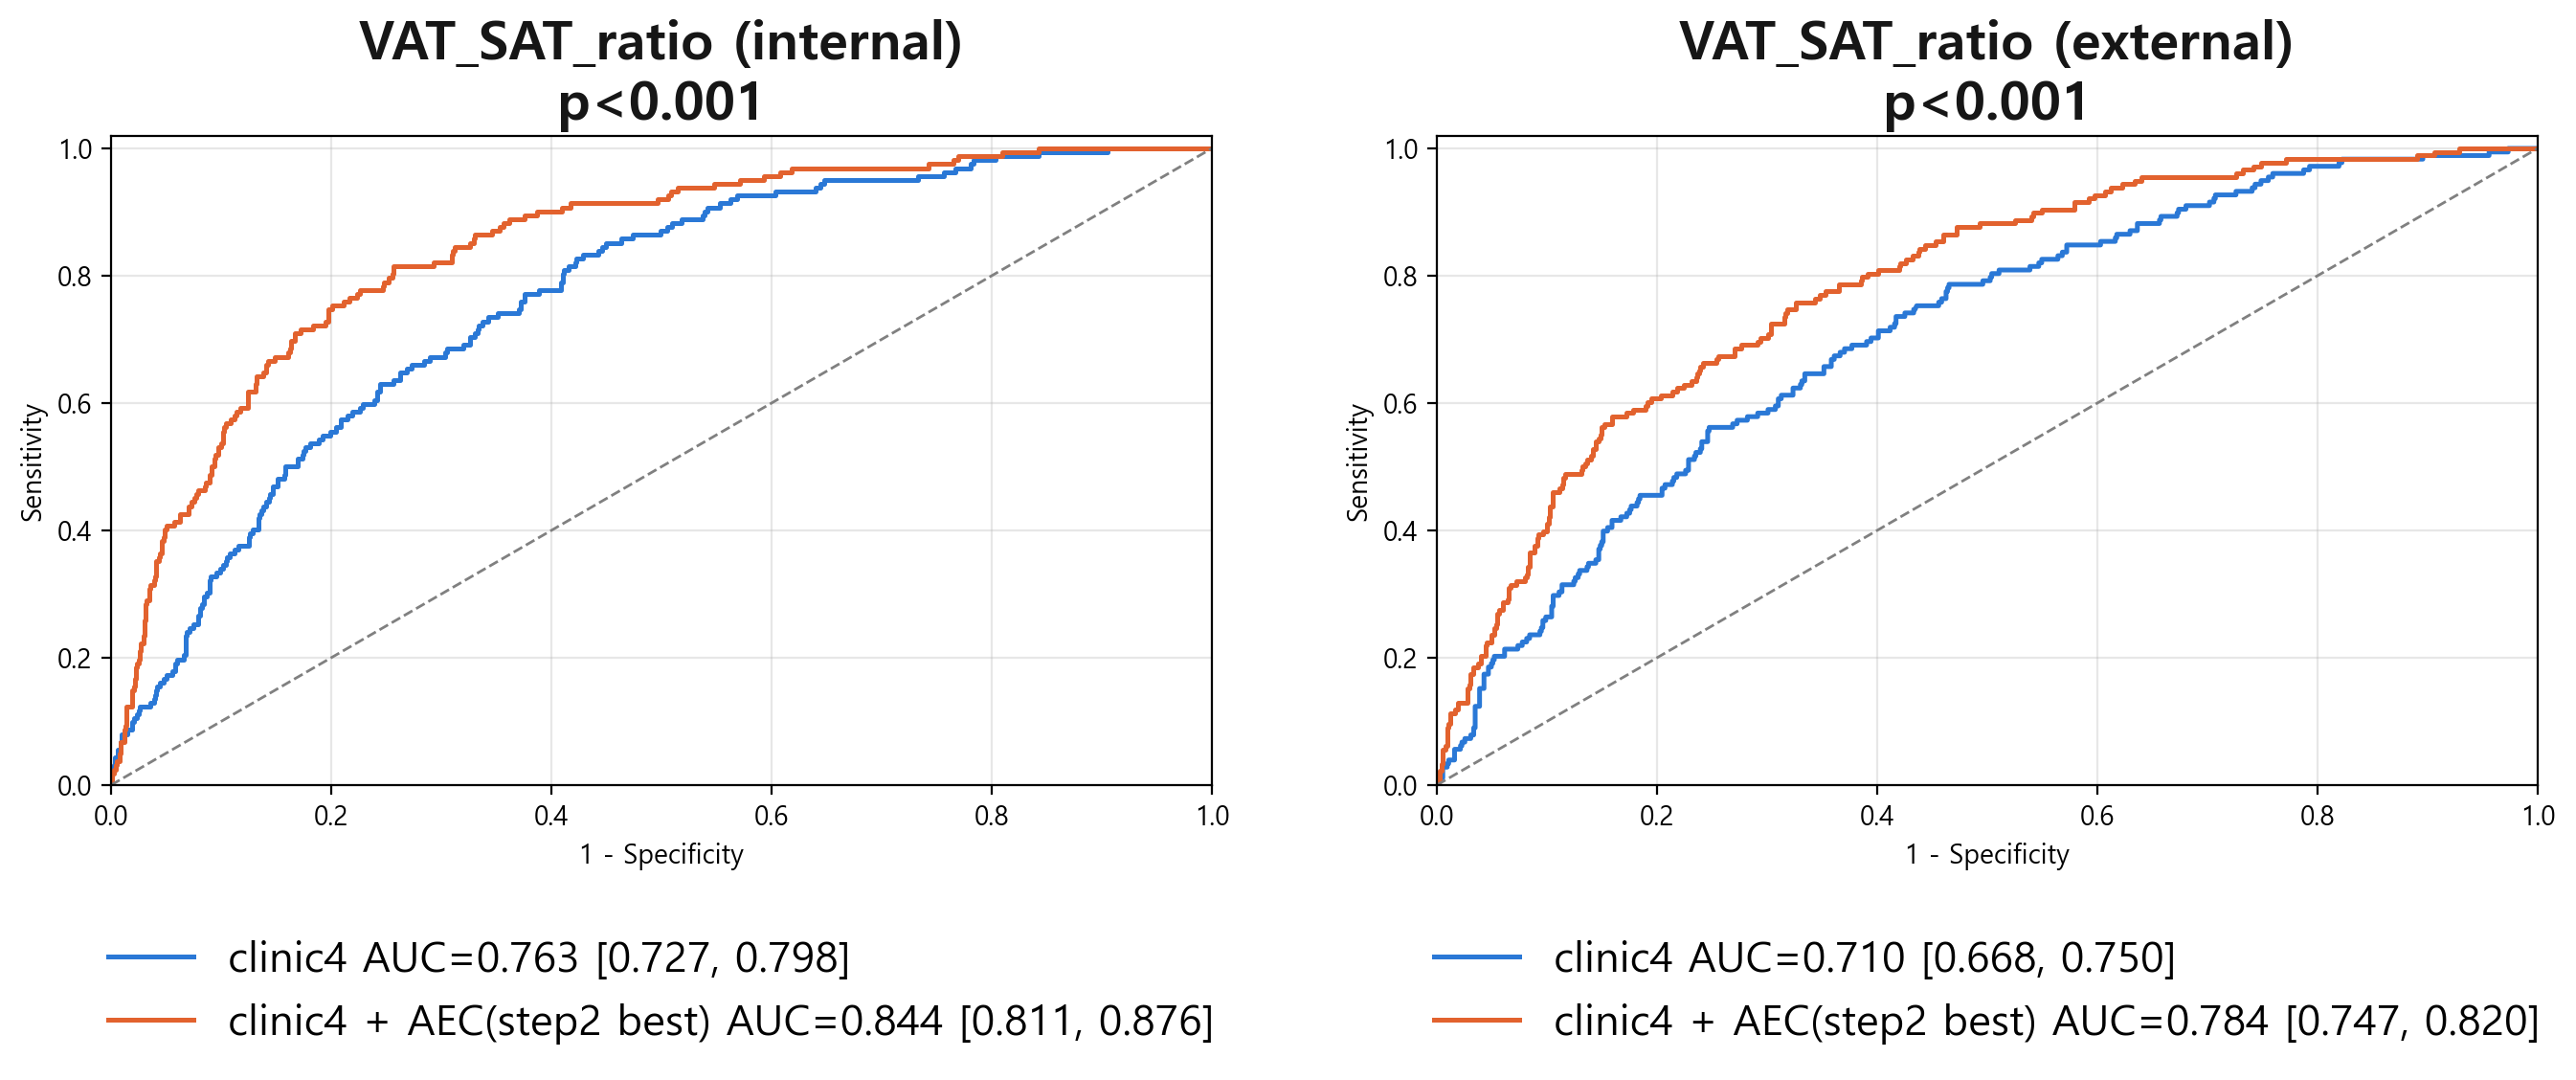 VAT_SAT_ratio (internal)
p<0.001
1.0
0.8
0.6
0.4
0.2
0.0
Sensitivity
0.0 0.2 0.4 0.6 0.8 1.0
1 - Specificity
clinic4 AUC=0.763 [0.727, 0.798]
clinic4 + AEC(step2 best) AUC=0.844 [0.811, 0.876]
VAT_SAT_ratio (external)
p<0.001
1.0
0.8
0.6
0.4
0.2
0.0
Sensitivity
0.0 0.2 0.4 0.6 0.8 1.0
1 - Specificity
clinic4 AUC=0.710 [0.668, 0.750]
clinic4 + AEC(step2 best) AUC=0.784 [0.747, 0.820]